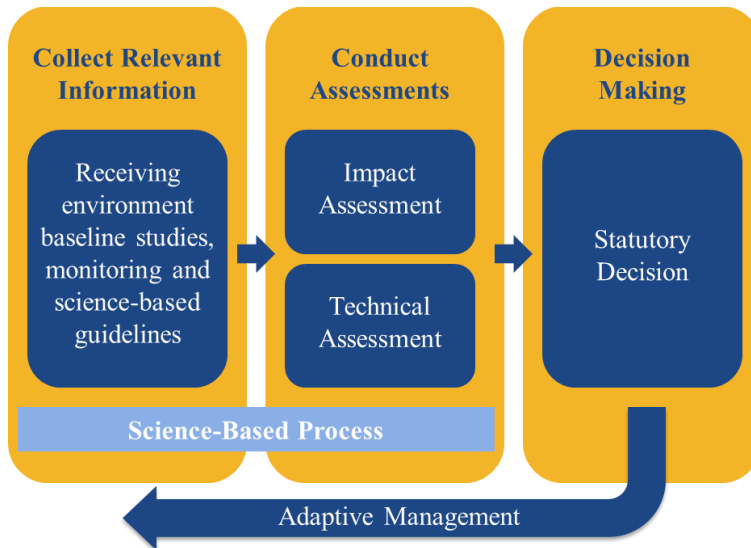 Collect Relevant
Information
Receiving
environment
baseline studies,
monitoring and
science-based
guidelines
Conduct
Assessments
Impact
Assessment
Technical
Assessment
Decision
Making
Statutory
Decision
Science-Based Process
Adaptive Management